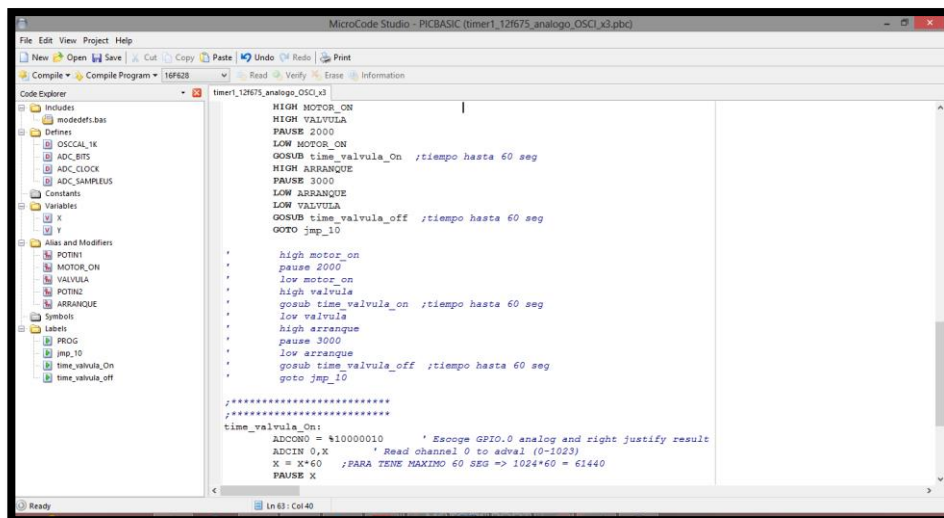 MicroCode Studio - PICBASIC (timer1_12f675_analogo_OSCI_x3.pbc)
File Edit View Project Help
New Open Save Cut Copy Paste Undo Redo Print
Compile Compile Program 16F628 Read Verify Erase Information
Code Explorer
timer1_12f675_analogo_OSCI_x3
Includes
modedefs.bas
Defines
OSCCAL_1K
ADC_BITS
ADC_CLOCK
ADC_SAMPLEUS
Constants
Variables
X
Y
Alias and Modifiers
POTIN1
MOTOR_ON
VALVULA
POTIN2
ARRANQUE
Symbols
Labels
PROG
jmp_10
time_valvula_On
time_valvula_off
HIGH MOTOR_ON
HIGH VALVULA
PAUSE 2000
LOW MOTOR_ON
GOSUB time_valvula_On ;tiempo hasta 60 seg
HIGH ARRANQUE
PAUSE 3000
LOW ARRANQUE
LOW VALVULA
GOSUB time_valvula_off ;tiempo hasta 60 seg
GOTO jmp_10
' high motor_on
' pause 2000
' low motor_on
' high valvula
' gosub time_valvula_on ;tiempo hasta 60 seg
' low valvula
' high arranque
' pause 3000
' low arranque
' gosub time_valvula_off ;tiempo hasta 60 seg
' goto jmp_10
;**************************
;**************************
time_valvula_On:
ADCON0 = %10000010 ' Escoge GPIO.0 analog and right justify result
ADCIN 0,X ' Read channel 0 to adval (0-1023)
X = X*60 ;PARA TENE MAXIMO 60 SEG => 1024*60 = 61440
PAUSE X
Ready
Ln 63 : Col 40